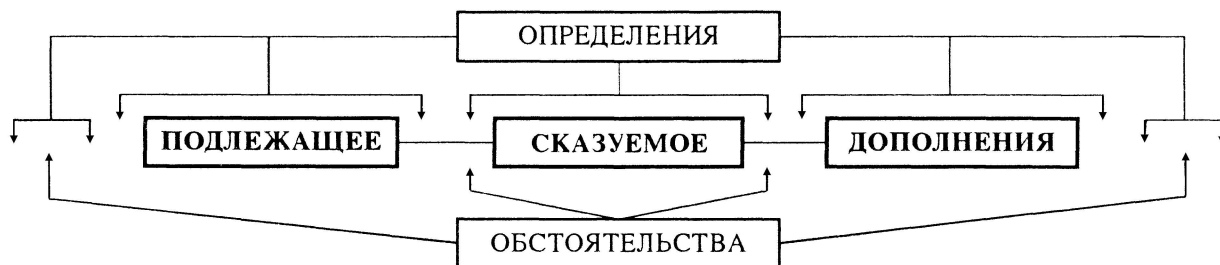 ОПРЕДЕЛЕНИЯ
ПОДЛЕЖАЩЕЕ СКАЗУЕМОЕ ДОПОЛНЕНИЯ
ОБСТОЯТЕЛЬСТВА